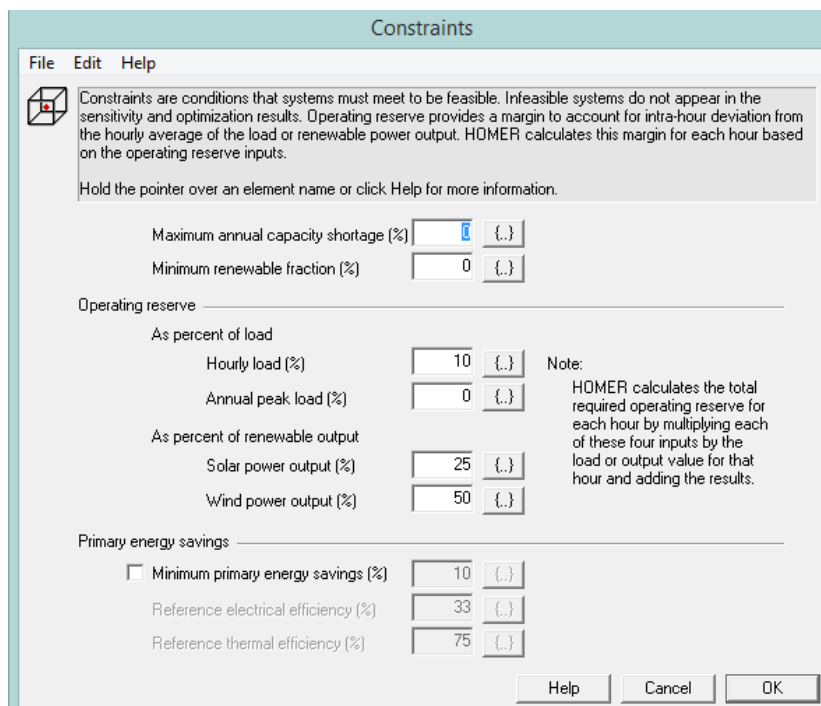 Constraints
File Edit Help
Constraints are conditions that systems must meet to be feasible. Infeasible systems do not appear in the
sensitivity and optimization results. Operating reserve provides a margin to account for intra-hour deviation from
the hourly average of the load or renewable power output. HOMER calculates this margin for each hour based
on the operating reserve inputs.
Hold the pointer over an element name or click Help for more information.
Maximum annual capacity shortage (%) 0 {..}
Minimum renewable fraction (%) 0 {..}
Operating reserve
As percent of load
Hourly load (%) 10 {..}
Annual peak load (%) 0 {..}
As percent of renewable output
Solar power output (%) 25 {..}
Wind power output (%) 50 {..}
Note:
HOMER calculates the total
required operating reserve for
each hour by multiplying each
of these four inputs by the
load or output value for that
hour and adding the results.
Primary energy savings
Minimum primary energy savings (%) 10 {..}
Reference electrical efficiency (%) 33 {..}
Reference thermal efficiency (%) 75 {..}
Help Cancel OK